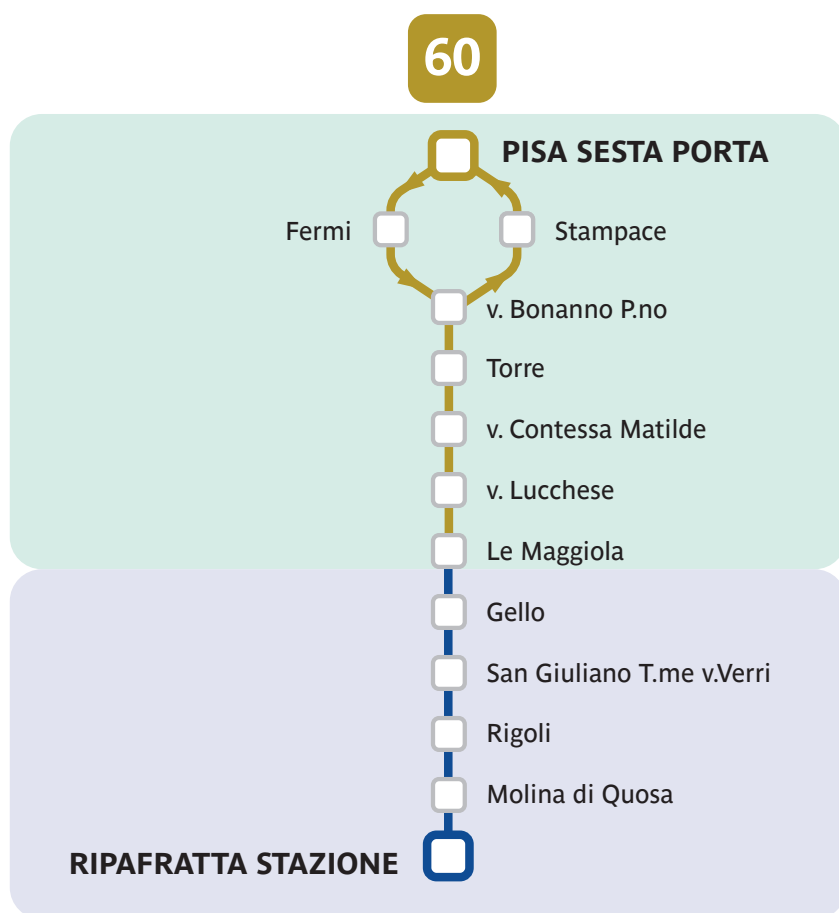 60
PISA SESTA PORTA
Fermi
Stampace
v. Bonanno P.no
Torre
v. Contessa Matilde
v. Lucchese
Le Maggiola
Gello
San Giuliano T.me v.Verri
Rigoli
Molina di Quosa
RIPAFRATTA STAZIONE